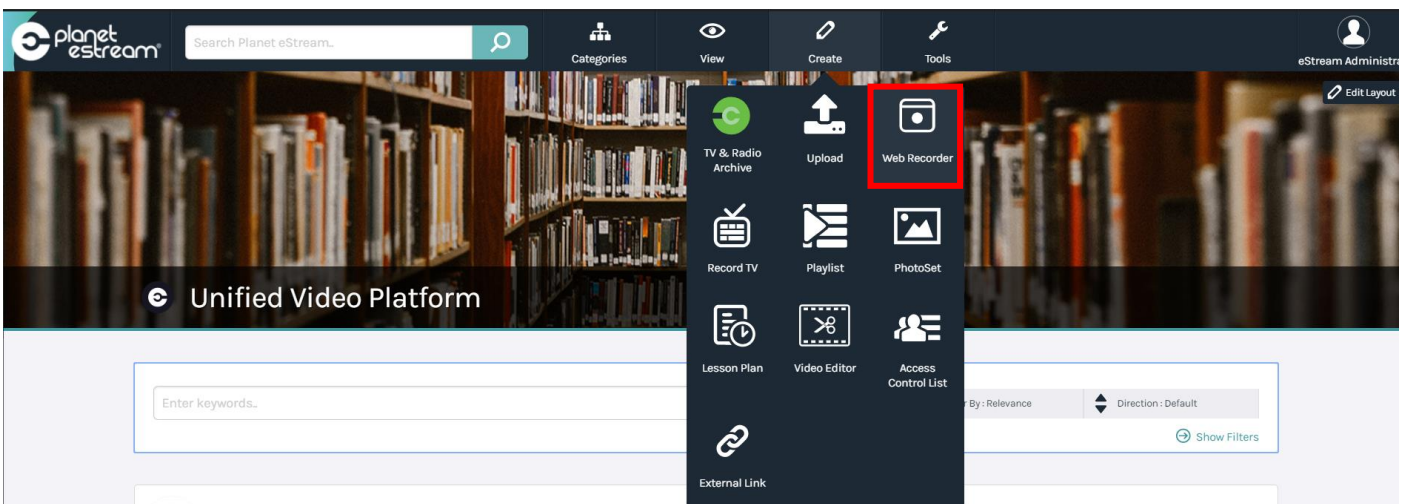 planet
estream
Search Planet eStream..
Categories
View
Create
Tools
eStream Administra
Edit Layout
TV & Radio
Archive
Upload
Web Recorder
Record TV
Playlist
PhotoSet
Unified Video Platform
Lesson Plan
Video Editor
Access
Control List
Enter keywords..
r By : Relevance
Direction : Default
Show Filters
External Link